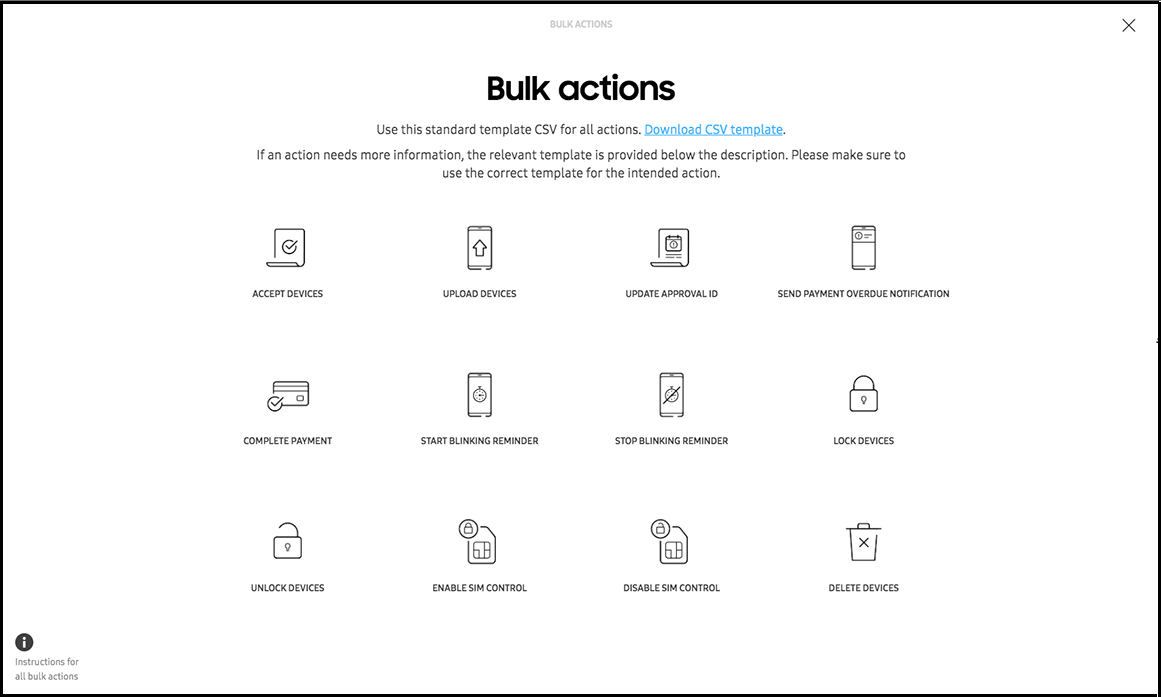 BULK ACTIONS
Bulk actions
Use this standard template CSV for all actions. Download CSV template.
If an action needs more information, the relevant template is provided below the description. Please make sure to
use the correct template for the intended action.
ACCEPT DEVICES
UPLOAD DEVICES
UPDATE APPROVAL ID
SEND PAYMENT OVERDUE NOTIFICATION
COMPLETE PAYMENT
START BLINKING REMINDER
STOP BLINKING REMINDER
LOCK DEVICES
UNLOCK DEVICES
ENABLE SIM CONTROL
DISABLE SIM CONTROL
DELETE DEVICES
Instructions for
all bulk actions